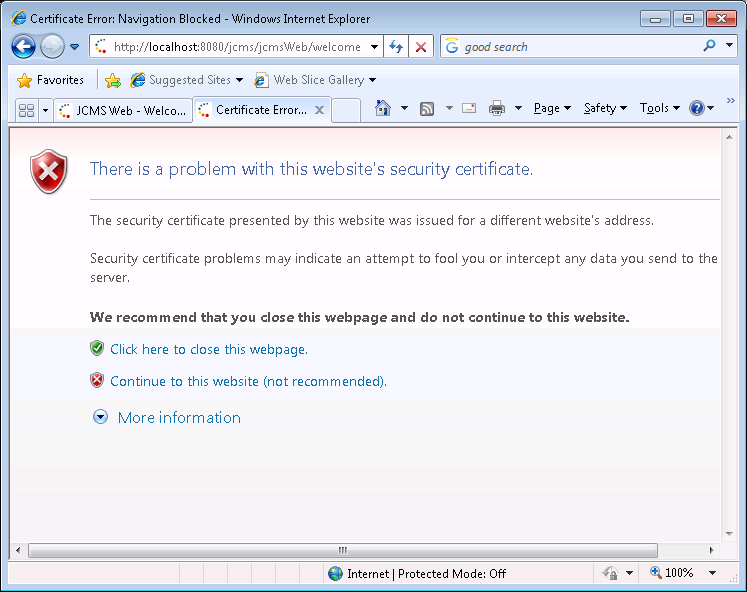 Certificate Error: Navigation Blocked - Windows Internet Explorer
http://localhost:8080/jcms/jcmsWeb/welcome
good search
Favorites
Suggested Sites
Web Slice Gallery
JCMS Web - Welco...
Certificate Error...
Page
Safety
Tools
»
There is a problem with this website's security certificate.
The security certificate presented by this website was issued for a different website's address.
Security certificate problems may indicate an attempt to fool you or intercept any data you send to the
server.
We recommend that you close this webpage and do not continue to this website.
Click here to close this webpage.
Continue to this website (not recommended).
More information
Internet | Protected Mode: Off
100%